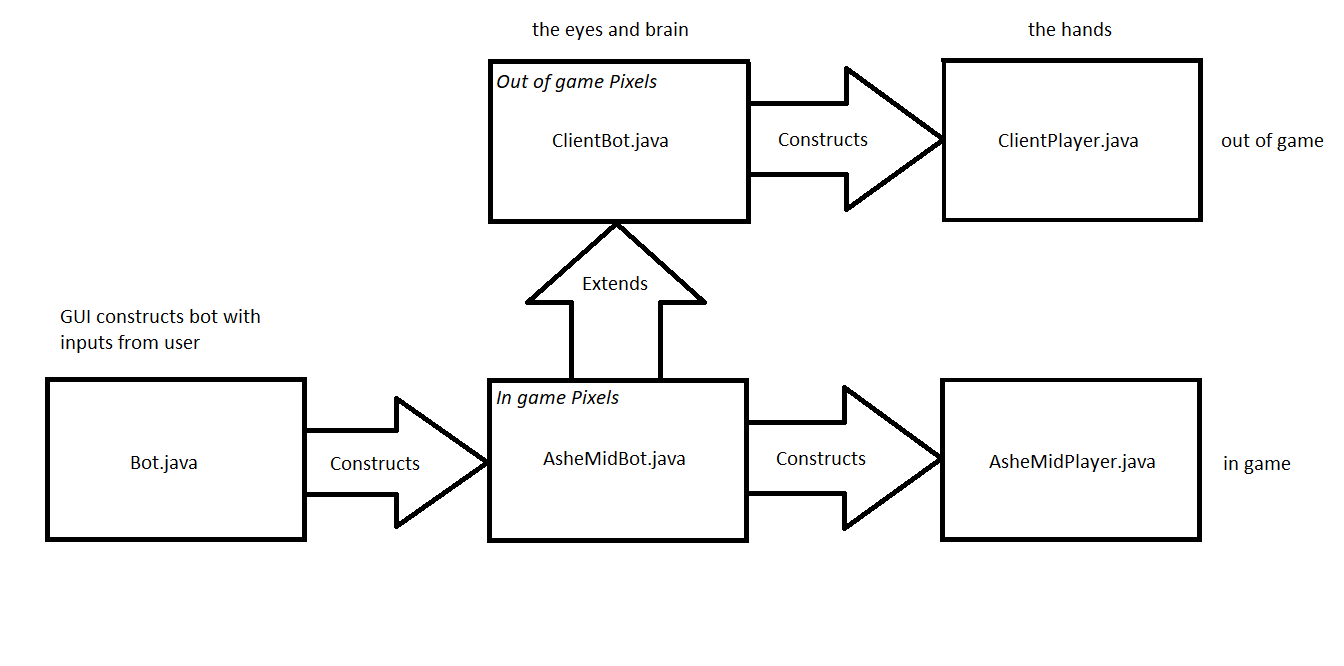 the eyes and brain
the hands
Out of game Pixels
ClientBot.java
Constructs
ClientPlayer.java
out of game
Extends
GUI constructs bot with
inputs from user
In game Pixels
Bot.java
Constructs
AsheMidBot.java
Constructs
AsheMidPlayer.java
in game